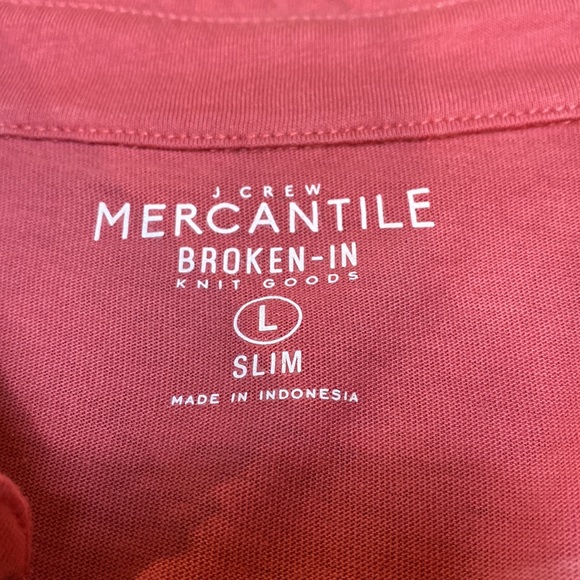 J CREW
MERCANTILE
BROKEN-IN
KNIT GOODS
L
SLIM
MADE IN INDONESIA